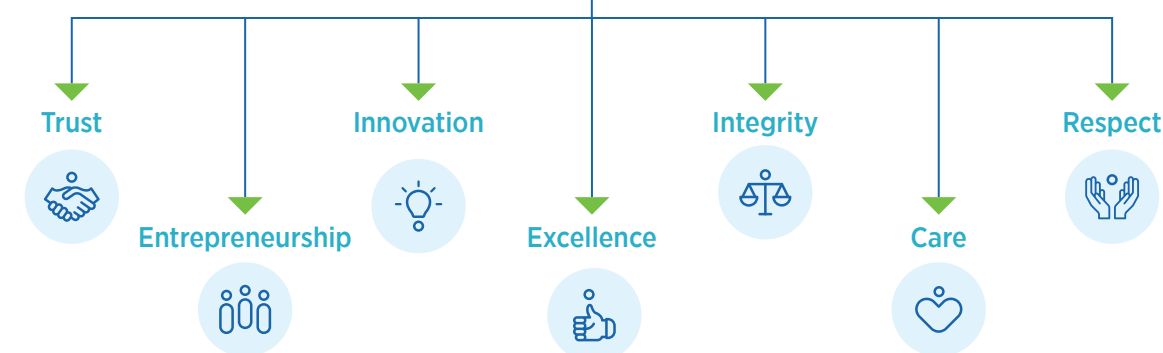 Trust
Entrepreneurship
Innovation
Excellence
Integrity
Care
Respect